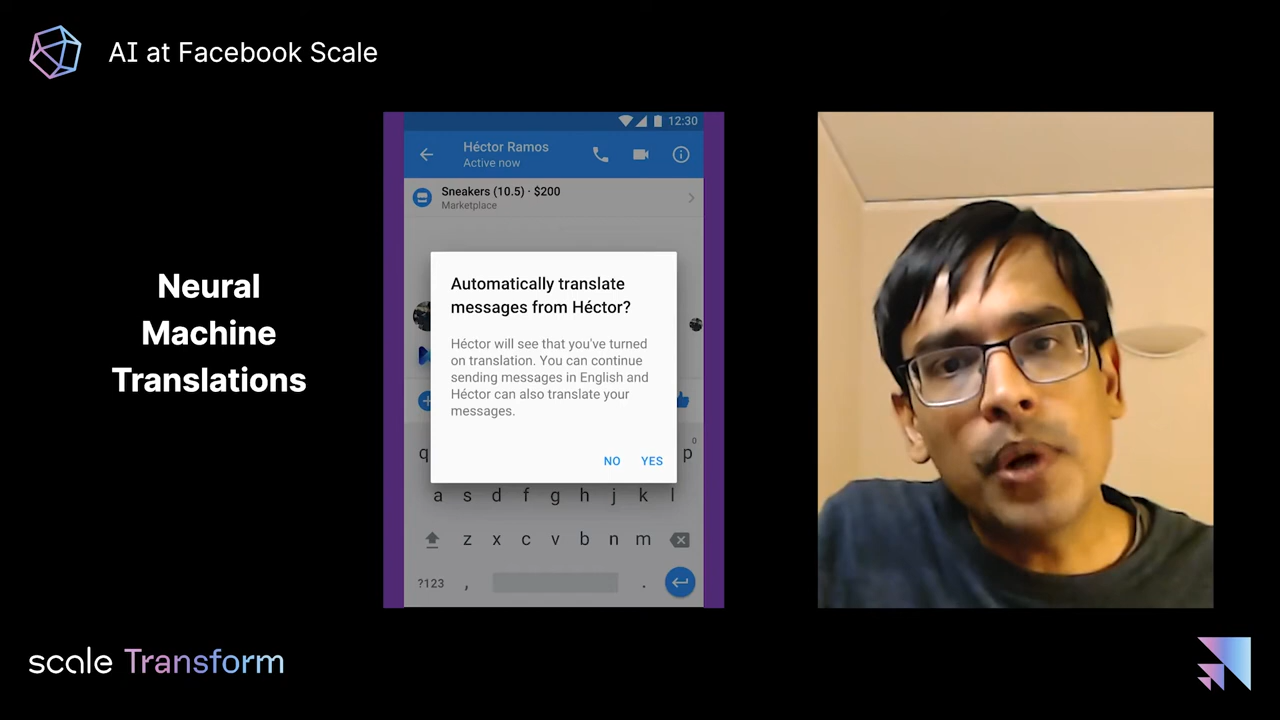 AI at Facebook Scale
Neural
Machine
Translations
12:30
Héctor Ramos
Active now
Sneakers (10.5) · $200
Marketplace
Automatically translate
messages from Héctor?
Héctor will see that you've turned
on translation. You can continue
sending messages in English and
Héctor can also translate your
messages.
NO YES
q p 0
a s d f g h j k l
z x c v b n m
?123 , .
scale Transform